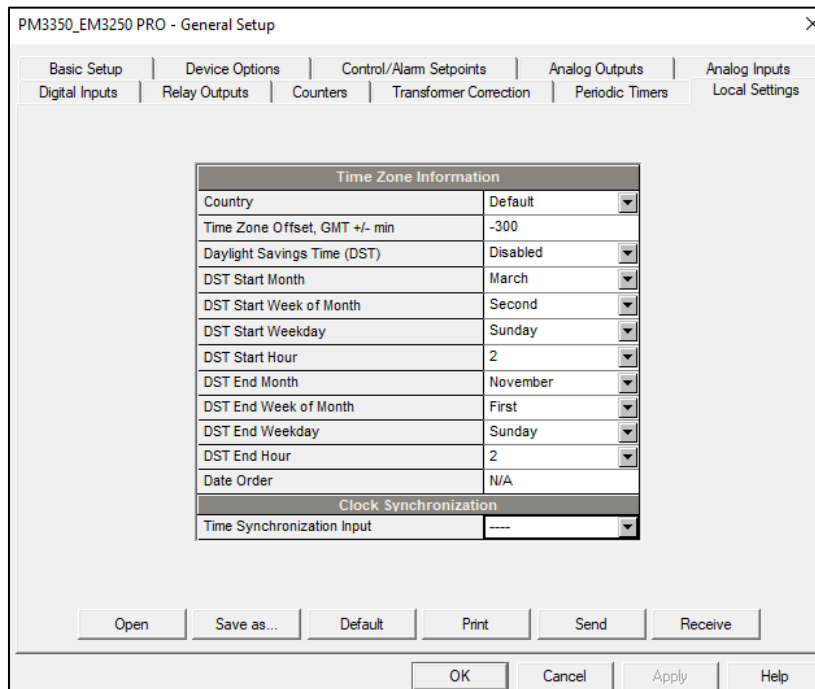 PM3350_EM3250 PRO - General Setup
Basic Setup Device Options Control/Alarm Setpoints Analog Outputs Analog Inputs
Digital Inputs Relay Outputs Counters Transformer Correction Periodic Timers Local Settings
Time Zone Information
Country Default
Time Zone Offset, GMT +/- min -300
Daylight Savings Time (DST) Disabled
DST Start Month March
DST Start Week of Month Second
DST Start Weekday Sunday
DST Start Hour 2
DST End Month November
DST End Week of Month First
DST End Weekday Sunday
DST End Hour 2
Date Order N/A
Clock Synchronization
Time Synchronization Input ----
Open Save as... Default Print Send Receive
OK Cancel Apply Help